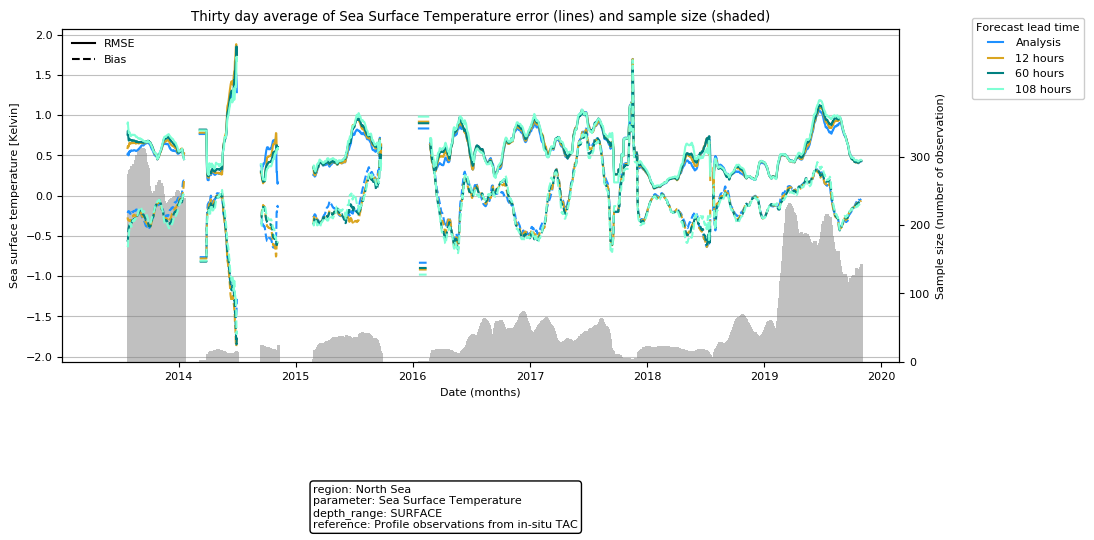 Thirty day average of Sea Surface Temperature error (lines) and sample size (shaded)
Forecast lead time
Analysis
12 hours
60 hours
108 hours
RMSE
Bias
Sea surface temperature [Kelvin]
2.0
1.5
1.0
0.5
0.0
−0.5
−1.0
−1.5
−2.0
Sample size (number of observation)
300
200
100
0
2014
2015
2016
2017
2018
2019
2020
Date (months)
region: North Sea
parameter: Sea Surface Temperature
depth_range: SURFACE
reference: Profile observations from in-situ TAC